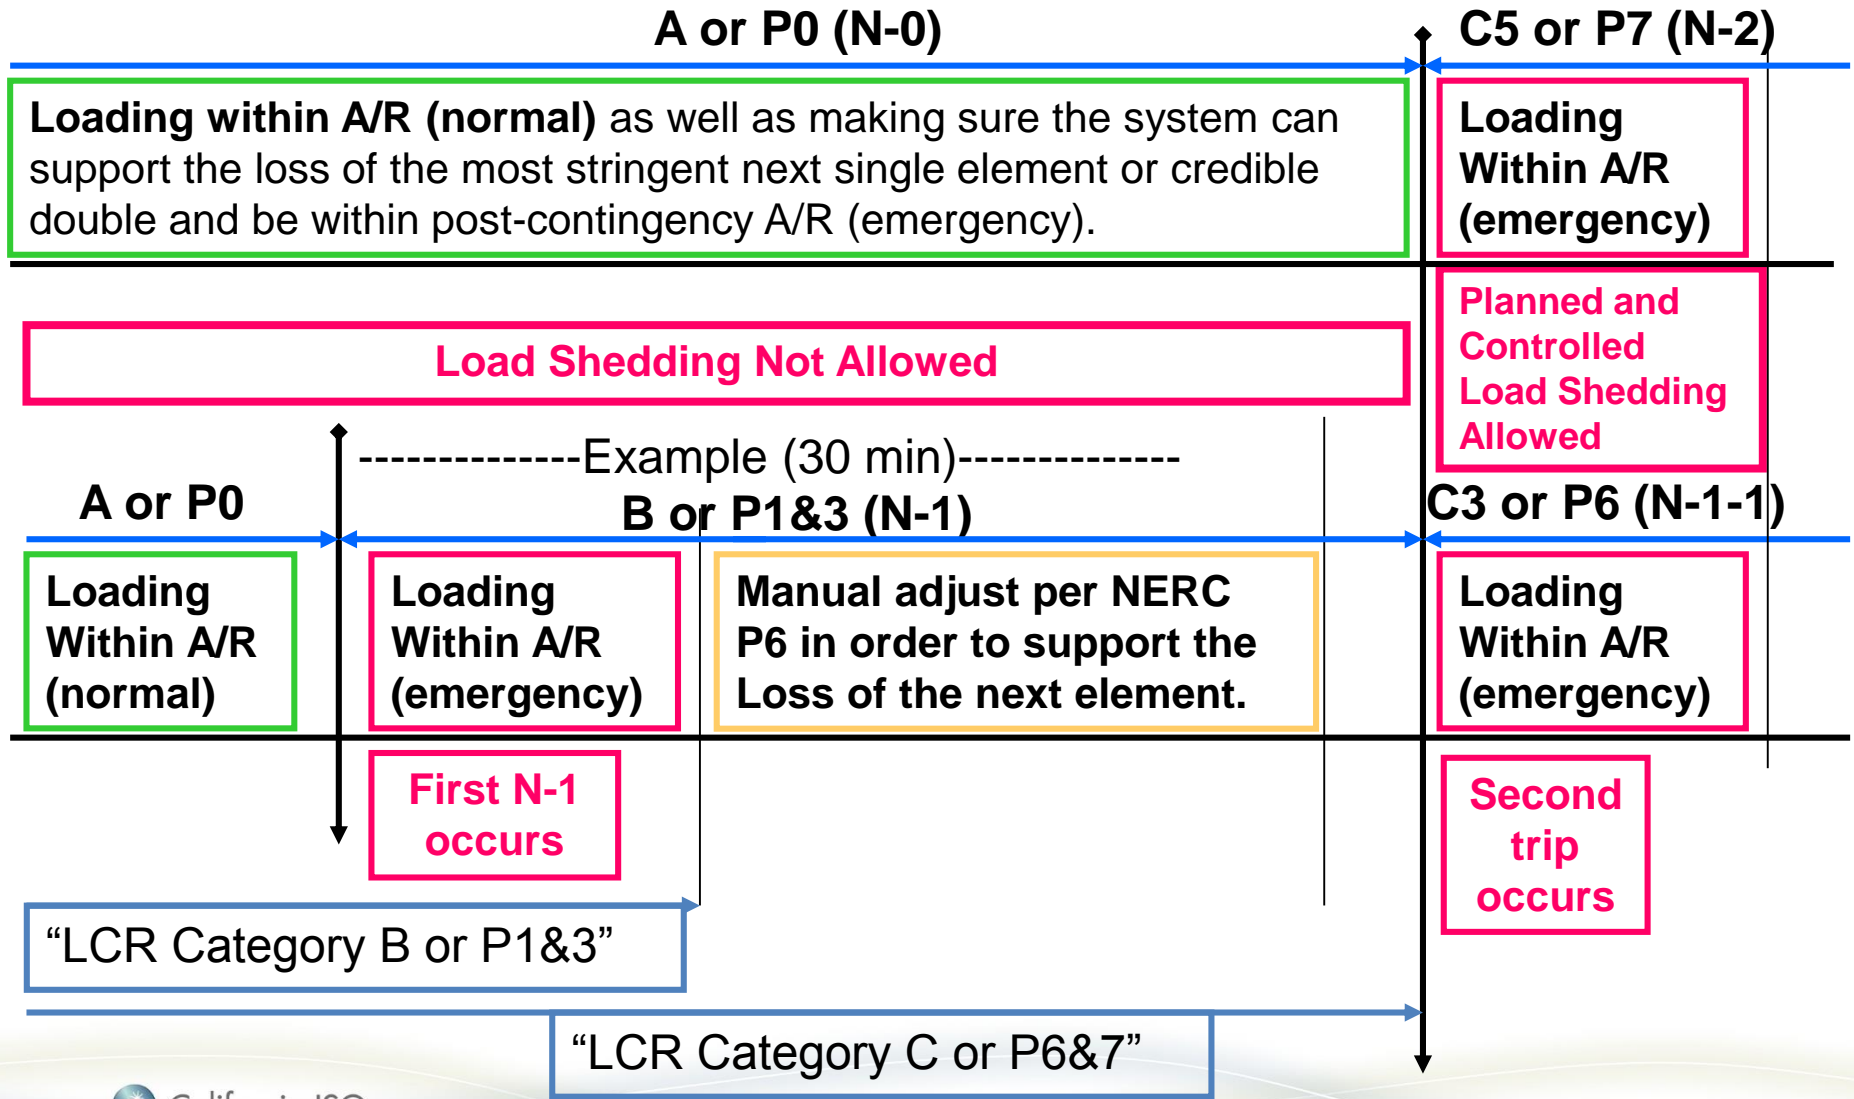 A or P0 (N-0)
C5 or P7 (N-2)
Loading within A/R (normal) as well as making sure the system can
support the loss of the most stringent next single element or credible
double and be within post-contingency A/R (emergency).
Loading
Within A/R
(emergency)
Planned and
Controlled
Load Shedding
Allowed
Load Shedding Not Allowed
--------------Example (30 min)--------------
A or P0
B or P1&3 (N-1)
C3 or P6 (N-1-1)
Loading
Within A/R
(normal)
Loading
Within A/R
(emergency)
Manual adjust per NERC
P6 in order to support the
Loss of the next element.
Loading
Within A/R
(emergency)
First N-1
occurs
Second
trip
occurs
“LCR Category B or P1&3”
“LCR Category C or P6&7”
California ISO